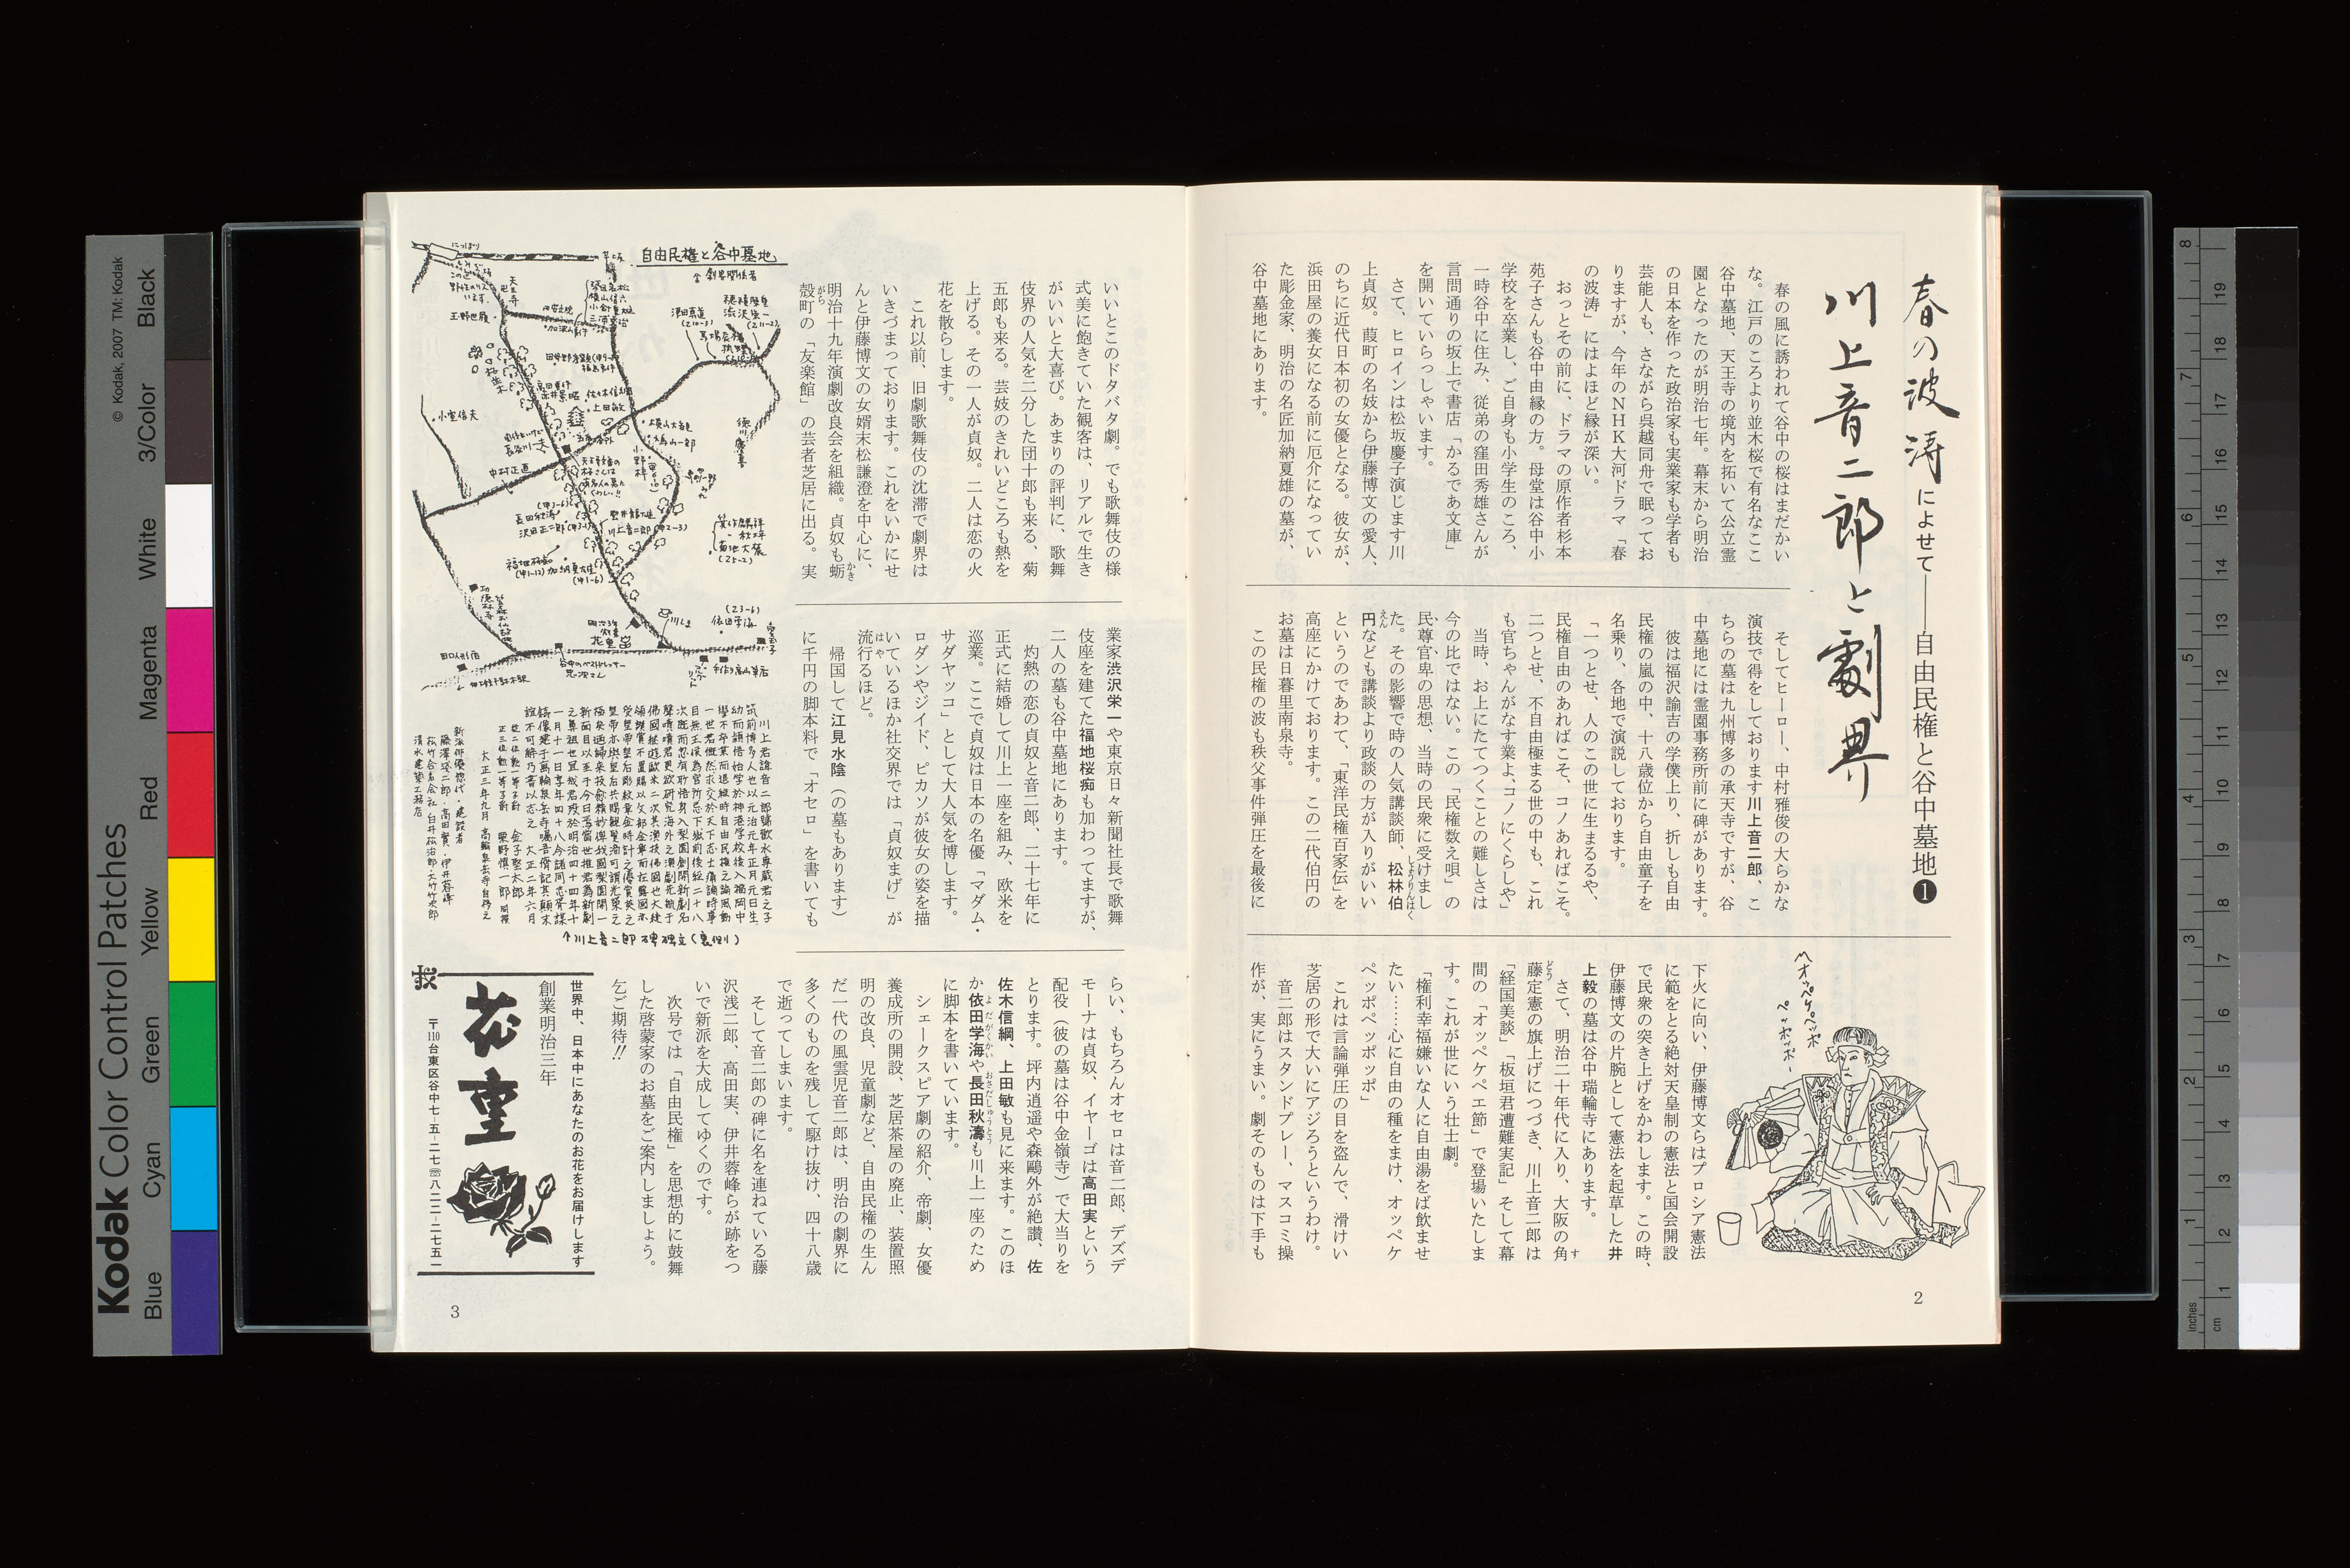 春の波涛によせて――自由民権と谷中墓地❶
川上音二郎と劇界
春の風に誘われて谷中の桜はまだかい
な。江戸のころより並木桜で有名なここ
谷中墓地、天王寺の境内を拓いて公立霊
園となったのが明治七年。幕末から明治
の日本を作った政治家も実業家も学者も
芸能人も、さながら呉越同舟で眠ってお
りますが、今年のNHK大河ドラマ「春
の波涛」にはよほど縁が深い。
おっとその前に、ドラマの原作者杉本
苑子さんも谷中由縁の方。母堂は谷中小
学校を卒業し、ご自身も小学生のころ、
一時谷中に住み、従弟の窪田秀雄さんが
言問通りの坂上で書店「かるであ文庫」
を開いていらっしゃいます。
さて、ヒロインは松坂慶子演じます川
上貞奴。葭町の名妓から伊藤博文の愛人、
のちに近代日本初の女優となる。彼女が、
浜田屋の養女になる前に厄介になってい
た彫金家、明治の名匠加納夏雄の墓が、
谷中墓地にあります。
そしてヒーロー、中村雅俊の大らかな
演技で得をしております川上音二郎、こ
ちらの墓は九州博多の承天寺ですが、谷
中墓地には霊園事務所前に碑があります。
彼は福沢諭吉の学僕上り、折しも自由
民権の嵐の中、十八歳位から自由童子を
名乗り、各地で演説しております。
「一つとせ、人のこの世に生まるるや、
民権自由のあればこそ、コノあればこそ。
二つとせ、不自由極まる世の中も、これ
も官ちゃんがなす業よ、コノにくらしや」
当時、お上にたてつくことの難しさは
今の比ではない。この「民権数え唄」の
民尊官卑の思想、当時の民衆に受けまし
た。その影響で時の人気講談師、松林伯
円なども講談より政談の方が入りがいい
というのであわて、「東洋民権百家伝」を
高座にかけております。この二代伯円の
お墓は日暮里南泉寺。
この民権の波も秩父事件弾圧を最後に
ヘオッペケペッポ
ペッポッポー
下火に向い、伊藤博文らはプロシア憲法
に範をとる絶対天皇制の憲法と国会開設
で民衆の突き上げをかわします。この時、
伊藤博文の片腕として憲法を起草した井
上毅の墓は谷中瑞輪寺にあります。
さて、明治二十年代に入り、大阪の角
藤定憲の旗上げにつづき、川上音二郎は
「経国美談」「板垣君遭難実記」そして幕
間の「オッペケペエ節」で登場いたしま
す。これが世にいう壮士劇。
「権利幸福嫌いな人に自由湯をば飲ませ
たい……心に自由の種をまけ、オッペケ
ペッポペッポッポ」
これは言論弾圧の目を盗んで、滑けい
芝居の形で大いにアジろうというわけ。
音二郎はスタンドプレー、マスコミ操
作が、実にうまい。劇そのものは下手も
2
いいとこのドタバタ劇。でも歌舞伎の様
式美に飽きていた観客は、リアルで生き
がいいと大喜び。あまりの評判に、歌舞
伎界の人気を二分した団十郎も来る、菊
五郎も来る。芸妓のきれいどころも熱を
上げる。その一人が貞奴。二人は恋の火
花を散らします。
これ以前、旧劇歌舞伎の沈滞で劇界は
いきづまっております。これをいかにせ
んと伊藤博文の女婿末松謙澄を中心に、
明治十九年演劇改良会を組織。貞奴も蛎
殻町の「友楽館」の芸者芝居に出る。実
業家渋沢栄一や東京日々新聞社長で歌舞
伎座を建てた福地桜痴も加わってますが、
二人の墓も谷中墓地にあります。
灼熱の恋の貞奴と音二郎、二十七年に
正式に結婚して川上一座を組み、欧米を
巡業。ここで貞奴は日本の名優「マダム・
サダヤッコ」として大人気を博します。
ロダンやジイド、ピカソが彼女の姿を描
いているほか社交界では「貞奴まげ」が
流行るほど。
帰国して江見水陰（の墓もあります）
に千円の脚本料で「オセロ」を書いても
らい、もちろんオセロは音二郎、デズデ
モーナは貞奴、イヤーゴは高田実という
配役（彼の墓は谷中金嶺寺）で大当りを
とります。坪内逍遥や森鷗外が絶讃、佐
佐木信綱、上田敏も見に来ます。このほ
か依田学海や長田秋濤も川上一座のため
に脚本を書いています。
シェークスピア劇の紹介、帝劇、女優
養成所の開設、芝居茶屋の廃止、装置照
明の改良、児童劇など、自由民権の生ん
だ一代の風雲児音二郎は、明治の劇界に
多くのものを残して駆け抜け、四十八歳
で逝ってしまいます。
そして音二郎の碑に名を連ねている藤
沢浅二郎、高田実、伊井蓉峰らが跡をつ
いで新派を大成してゆくのです。
次号では「自由民権」を思想的に鼓舞
した啓蒙家のお墓をご案内しましょう。
乞ご期待!!
自由民権と谷中墓地
劇界関係者
にっぽり
天王寺
小室信夫
中村正直
上田敏
渋沢栄一
加納夏雄
(甲1-6)
福地桜痴
(甲1-12)
川上音二郎
菊池大麓
(25-2)
(23-6)
依田学海
花重
大正三年九月
↑川上音二郎碑碑文(裏側)
世界中、日本中にあなたのお花をお届けします
創業明治三年
花重
〒110台東区谷中七-五-二七☎八二一-二七五一
3
Kodak Color Control Patches
© Kodak, 2007 TM: Kodak
Blue Cyan Green Yellow Red Magenta White 3/Color Black
inches
cm